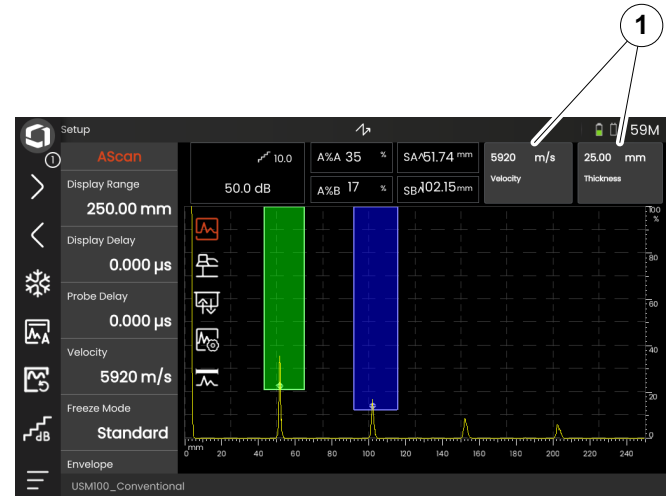 1
Setup
59M
1
AScan
10.0
50.0 dB
A%A 35 %
A%B 17 %
SA^51.74 mm
SB^102.15 mm
5920 m/s
Velocity
25.00 mm
Thickness
Display Range
250.00 mm
Display Delay
0.000 µs
Probe Delay
0.000 µs
Velocity
5920 m/s
Freeze Mode
Standard
Envelope
A
dB
100
%
80
60
40
20
0
mm
0 20 40 60 80 100 120 140 160 180 200 220 240
USM100_Conventional